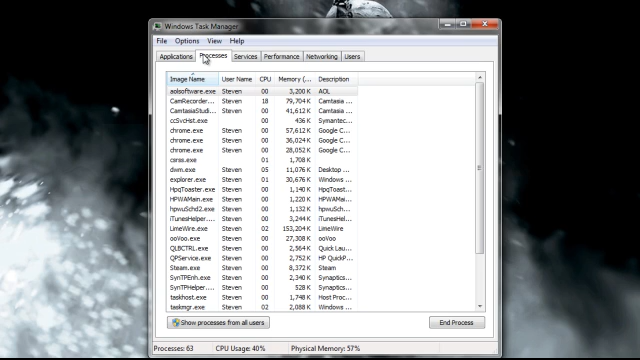 Windows Task Manager
File Options View Help
Applications Processes Services Performance Networking Users
Image Name User Name CPU Memory (... Description
aolsoftware.exe Steven 00 3,200 K AOL
CamRecorder... Steven 18 79,704 K Camtasia ...
CamtasiaStudi... Steven 00 41,612 K Camtasia ...
ccSvcHst.exe 00 436 K Symantec...
chrome.exe Steven 00 57,612 K Google C...
chrome.exe Steven 00 36,024 K Google C...
chrome.exe Steven 00 28,052 K Google C...
csrss.exe 01 1,708 K
dwm.exe Steven 05 11,076 K Desktop ...
explorer.exe Steven 01 30,676 K Windows ...
HpqToaster.exe Steven 00 1,140 K HpqToast...
HPWAMain.exe Steven 00 1,220 K HPWAMai...
hpwuSchd2.exe Steven 00 1,132 K hpwuSch...
iTunesHelper.... Steven 00 3,244 K iTunesHel...
LimeWire.exe Steven 02 153,204 K LimeWire
ooVoo.exe Steven 00 27,308 K ooVoo
QLBCTRL.exe Steven 00 2,564 K Quick Lau...
QPService.exe Steven 00 2,752 K HP QuickP...
Steam.exe Steven 00 8,372 K Steam
SynTPEnh.exe Steven 00 2,340 K Synaptics...
SynTPHelper.... Steven 00 528 K Synaptics...
taskhost.exe Steven 00 1,748 K Host Proc...
taskmgr.exe Steven 02 2,088 K Windows ...
Show processes from all users End Process
Processes: 63 CPU Usage: 40% Physical Memory: 57%